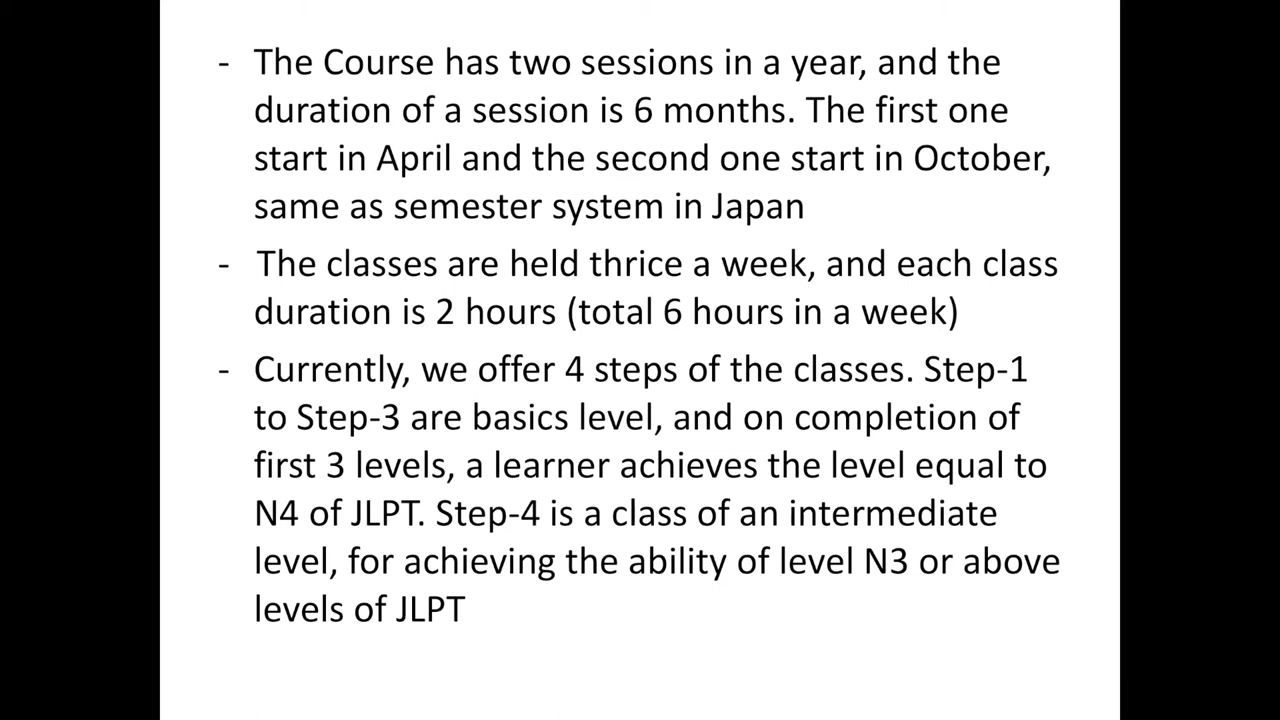 - The Course has two sessions in a year, and the
duration of a session is 6 months. The first one
start in April and the second one start in October,
same as semester system in Japan
- The classes are held thrice a week, and each class
duration is 2 hours (total 6 hours in a week)
- Currently, we offer 4 steps of the classes. Step-1
to Step-3 are basics level, and on completion of
first 3 levels, a learner achieves the level equal to
N4 of JLPT. Step-4 is a class of an intermediate
level, for achieving the ability of level N3 or above
levels of JLPT